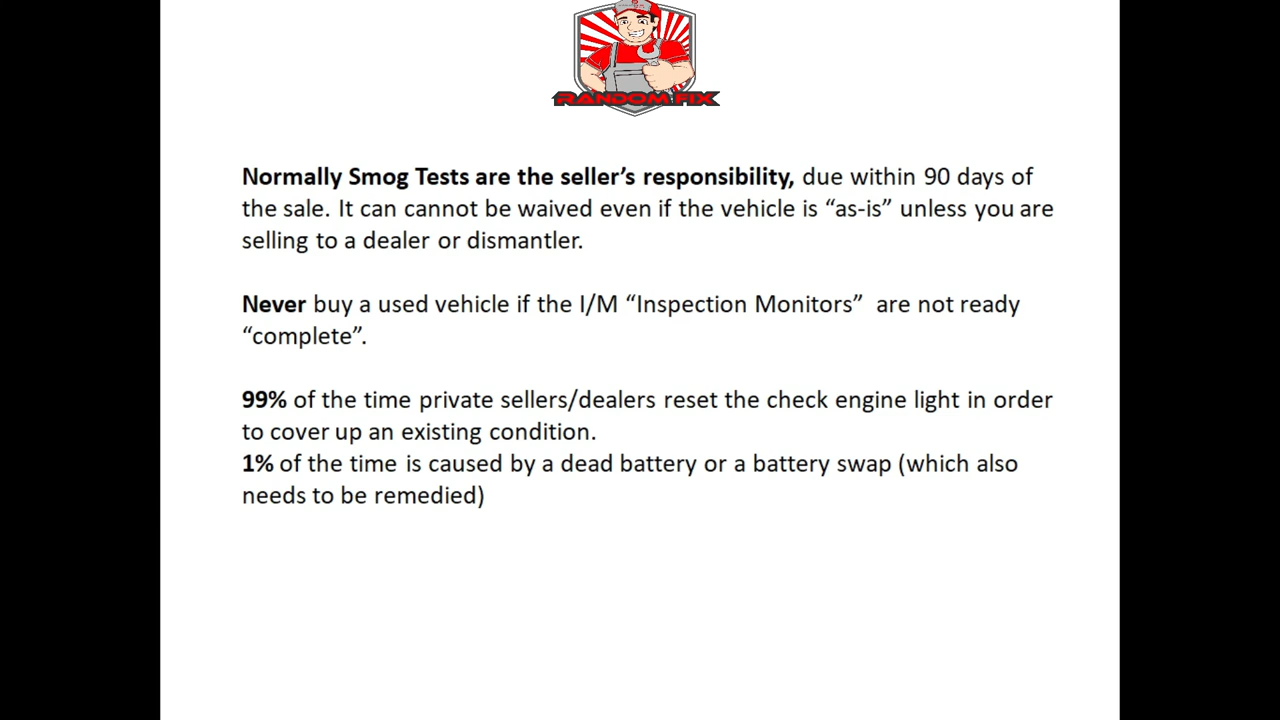 RANDOM FIX
Normally Smog Tests are the seller’s responsibility, due within 90 days of
the sale. It can cannot be waived even if the vehicle is “as-is” unless you are
selling to a dealer or dismantler.
Never buy a used vehicle if the I/M “Inspection Monitors”  are not ready
“complete”.
99% of the time private sellers/dealers reset the check engine light in order
to cover up an existing condition.
1% of the time is caused by a dead battery or a battery swap (which also
needs to be remedied)